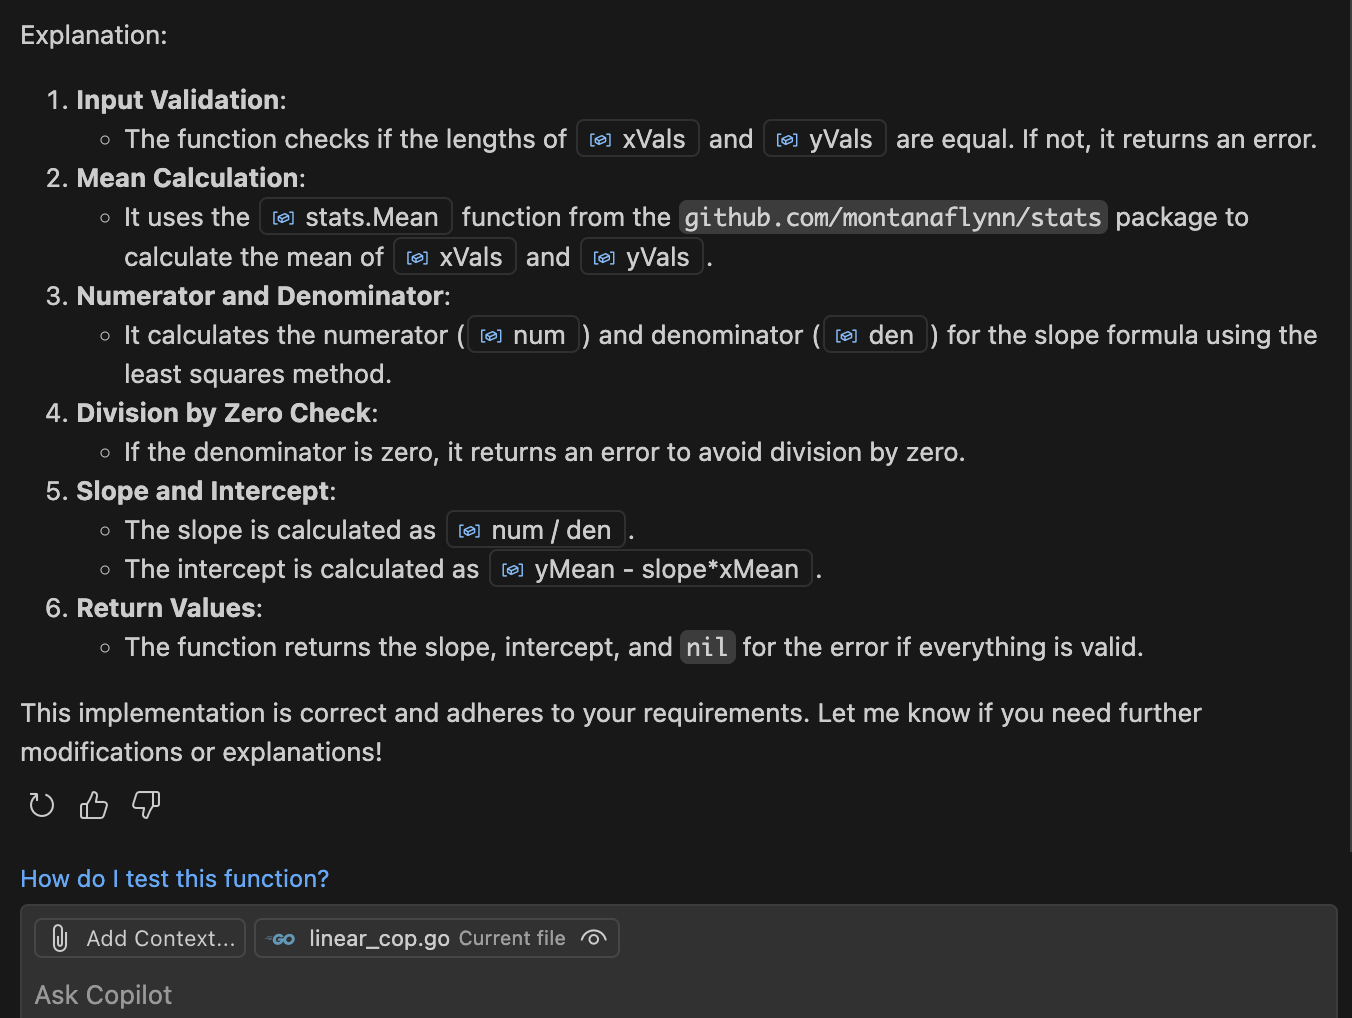 Explanation:
1. Input Validation:
○ The function checks if the lengths of xVals and yVals are equal. If not, it returns an error.
2. Mean Calculation:
○ It uses the stats.Mean function from the github.com/montanaflynn/stats package to
calculate the mean of xVals and yVals .
3. Numerator and Denominator:
○ It calculates the numerator ( num ) and denominator ( den ) for the slope formula using the
least squares method.
4. Division by Zero Check:
○ If the denominator is zero, it returns an error to avoid division by zero.
5. Slope and Intercept:
○ The slope is calculated as num / den .
○ The intercept is calculated as yMean - slope*xMean .
6. Return Values:
○ The function returns the slope, intercept, and nil for the error if everything is valid.
This implementation is correct and adheres to your requirements. Let me know if you need further
modifications or explanations!
How do I test this function?
Add Context... GO linear_cop.go Current file
Ask Copilot